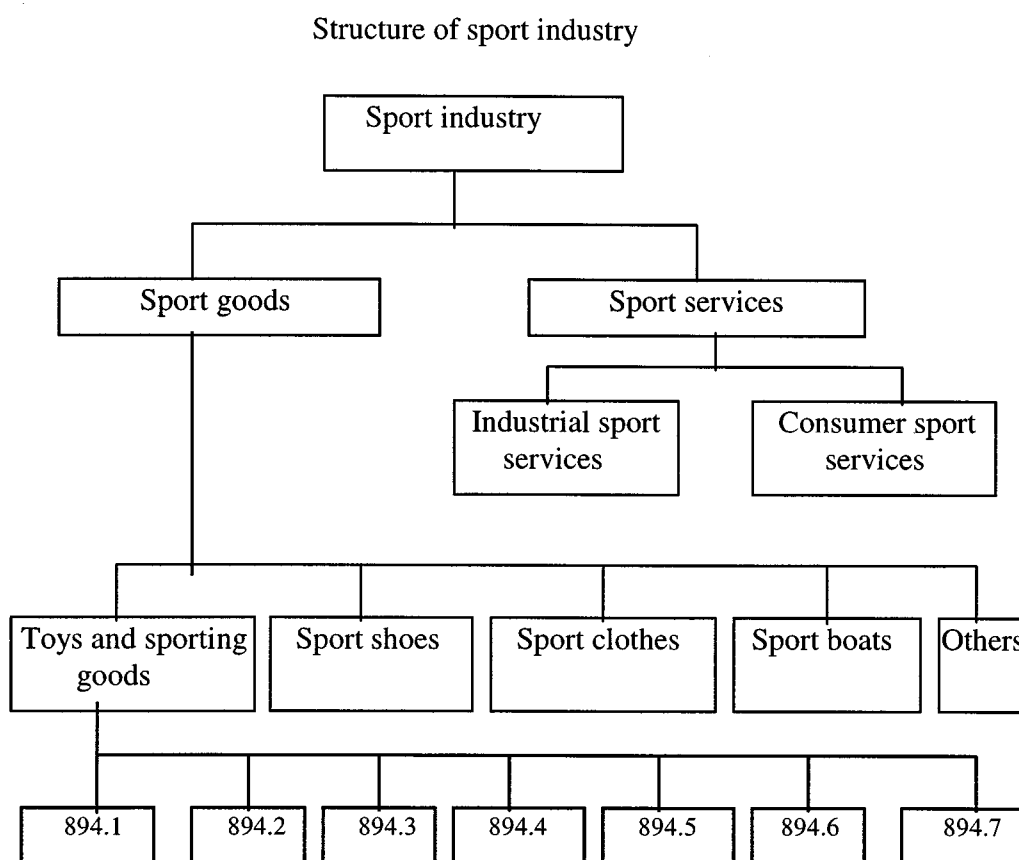 Structure of sport industry
Sport industry
Sport goods
Sport services
Industrial sport
services
Consumer sport
services
Toys and sporting
goods
Sport shoes
Sport clothes
Sport boats
Others
894.1
894.2
894.3
894.4
894.5
894.6
894.7